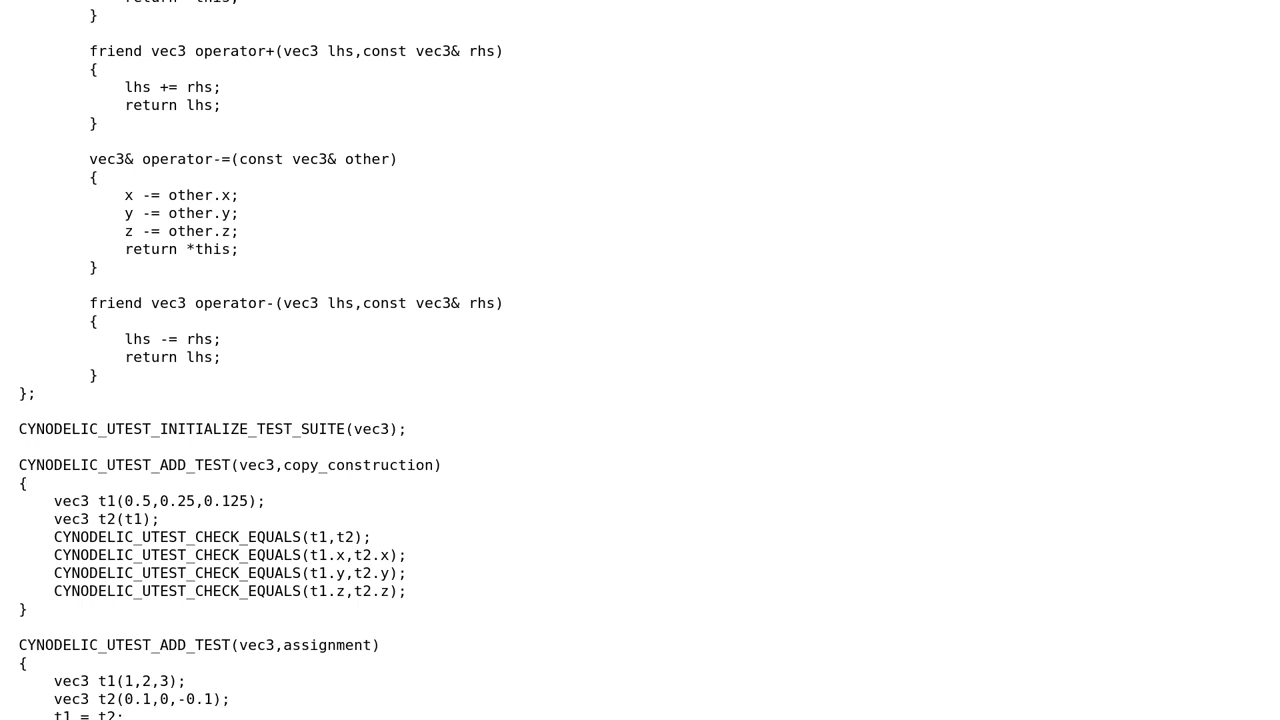 return *this;
}
friend vec3 operator+(vec3 lhs,const vec3& rhs)
{
lhs += rhs;
return lhs;
}
vec3& operator-=(const vec3& other)
{
x -= other.x;
y -= other.y;
z -= other.z;
return *this;
}
friend vec3 operator-(vec3 lhs,const vec3& rhs)
{
lhs -= rhs;
return lhs;
}
};
CYNODELIC_UTEST_INITIALIZE_TEST_SUITE(vec3);
CYNODELIC_UTEST_ADD_TEST(vec3,copy_construction)
{
vec3 t1(0.5,0.25,0.125);
vec3 t2(t1);
CYNODELIC_UTEST_CHECK_EQUALS(t1,t2);
CYNODELIC_UTEST_CHECK_EQUALS(t1.x,t2.x);
CYNODELIC_UTEST_CHECK_EQUALS(t1.y,t2.y);
CYNODELIC_UTEST_CHECK_EQUALS(t1.z,t2.z);
}
CYNODELIC_UTEST_ADD_TEST(vec3,assignment)
{
vec3 t1(1,2,3);
vec3 t2(0.1,0,-0.1);
t1 = t2;